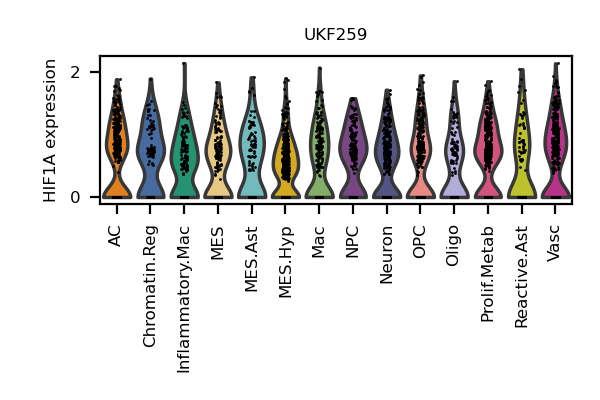 UKF259
HIF1A expression
2
0
AC
Chromatin.Reg
Inflammatory.Mac
MES
MES.Ast
MES.Hyp
Mac
NPC
Neuron
OPC
Oligo
Prolif.Metab
Reactive.Ast
Vasc